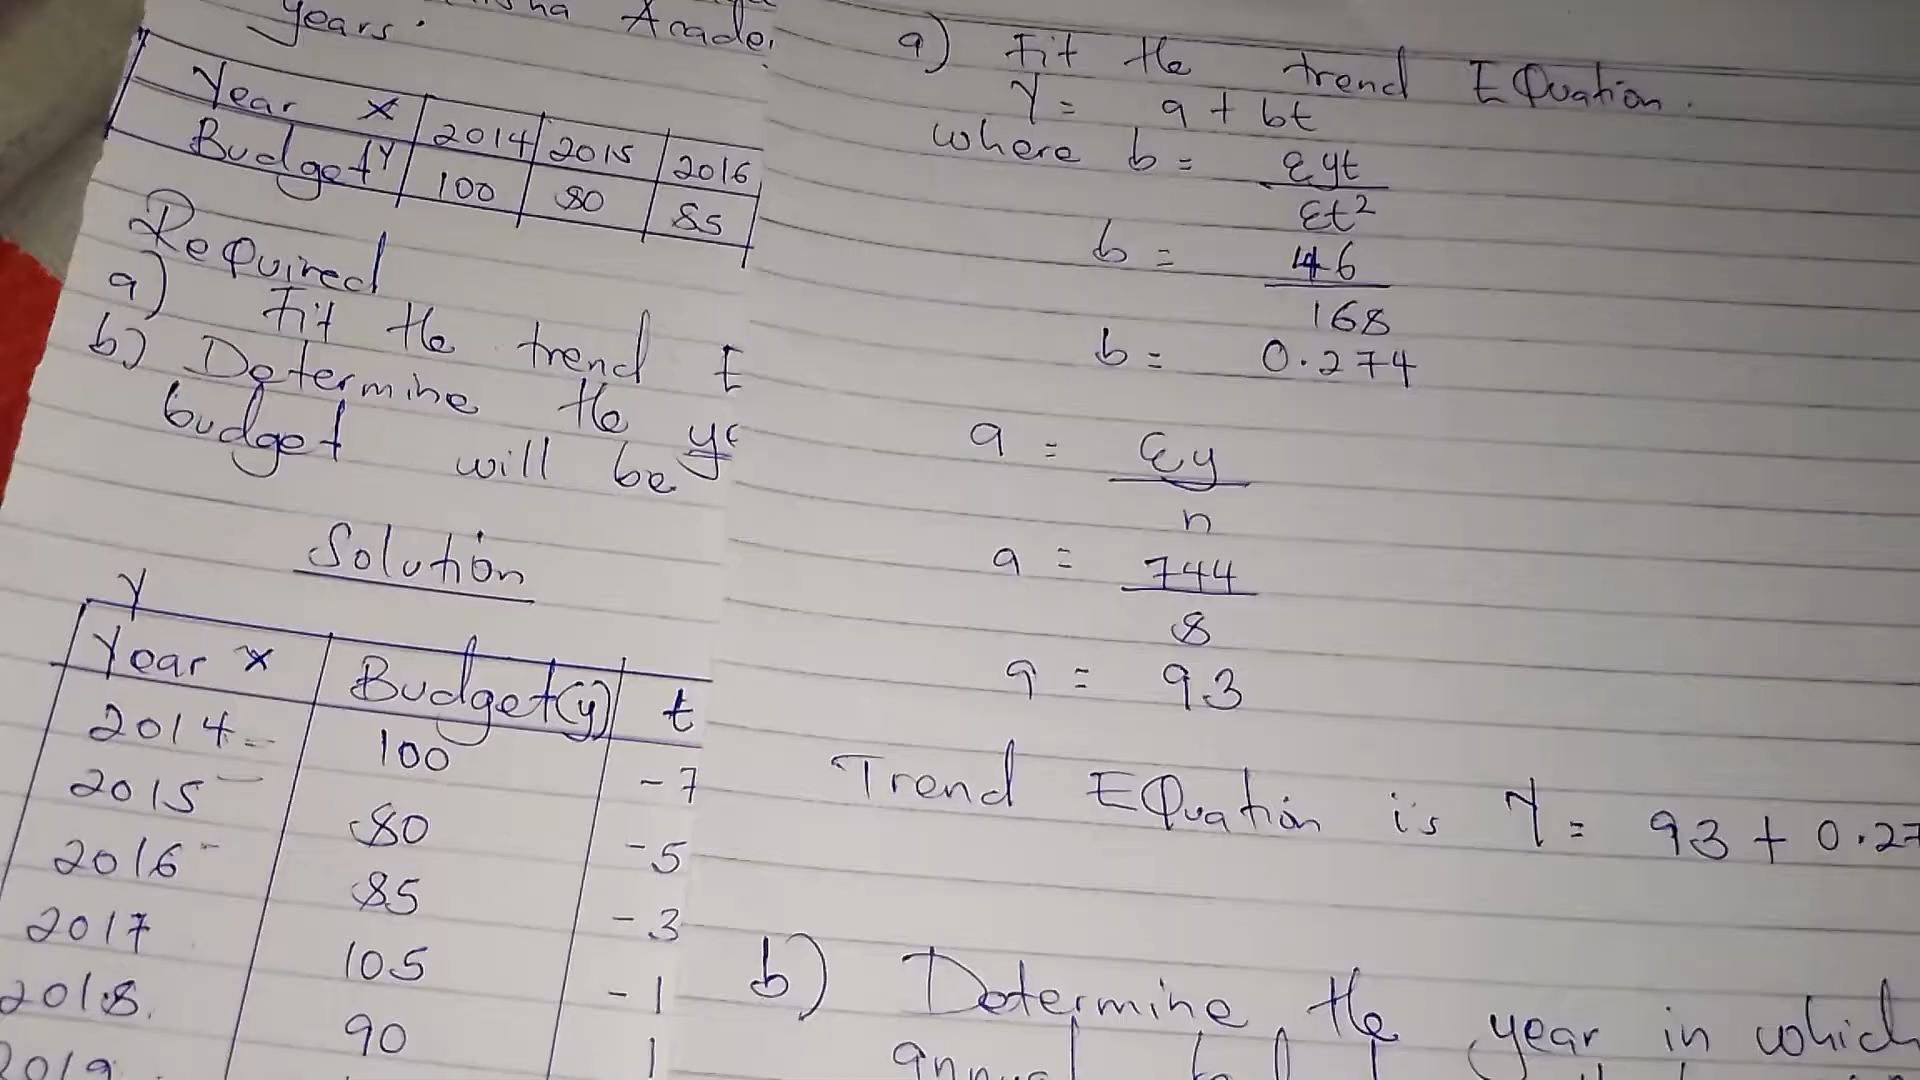 years.
Year x 2014 2015 2016
Budget Y 100 80 85
Required
a) Fit the trend E
b) Determine the
budget will be
Solution
Y
Year x Budget(y) t
2014 100 -7
2015 80 -5
2016 85 -3
2017 105 -1
2018. 90 1
2019
a) Fit the trend EQuation.
Y = a + bt
where b = Σyt
Σt²
b = 46
168
b = 0.274
a = Σy
n
a = 744
8
a = 93
Trend EQuation is Y = 93 + 0.27
b) Determine the year in which